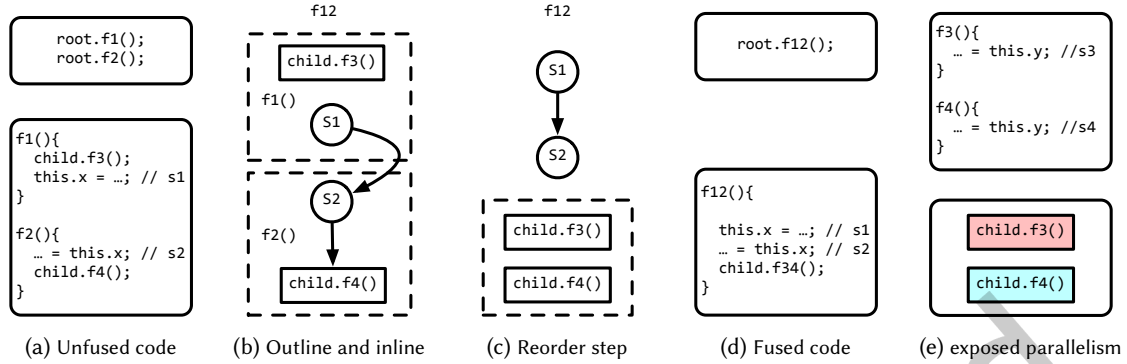 root.f1();
root.f2();
f1(){
child.f3();
this.x = …; // s1
}
f2(){
… = this.x; // s2
child.f4();
}
(a) Unfused code
f12
child.f3()
f1()
S1
S2
f2()
child.f4()
(b) Outline and inline
f12
S1
S2
child.f3()
child.f4()
(c) Reorder step
root.f12();
f12(){
this.x = …; // s1
… = this.x; // s2
child.f34();
}
(d) Fused code
f3(){
… = this.y; //s3
}
f4(){
… = this.y; //s4
}
child.f3()
child.f4()
(e) exposed parallelism